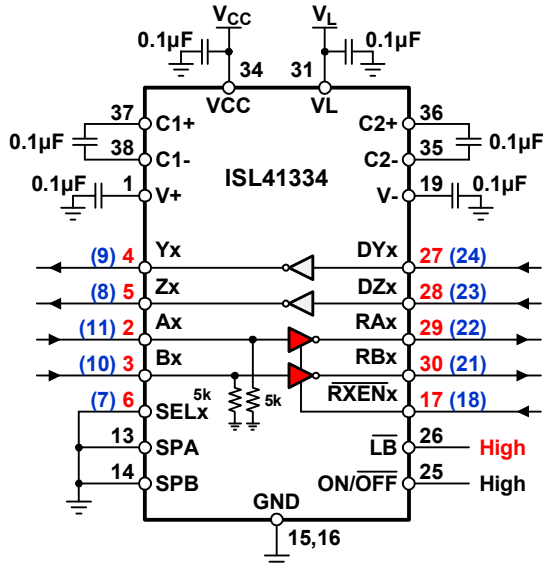 VCC VL
0.1µF 0.1µF
34 31
VCC VL
37 C1+ C2+ 36
0.1µF 0.1µF
38 C1- C2- 35
ISL41334
0.1µF 1 V+ V- 19 0.1µF
(9) 4 Yx DYx 27 (24)
(8) 5 Zx DZx 28 (23)
(11) 2 Ax RAx 29 (22)
(10) 3 Bx RBx 30 (21)
(7) 6 SELx 5k 5k RXENx 17 (18)
13 SPA LB 26 High
14 SPB ON/OFF 25 High
GND
15,16